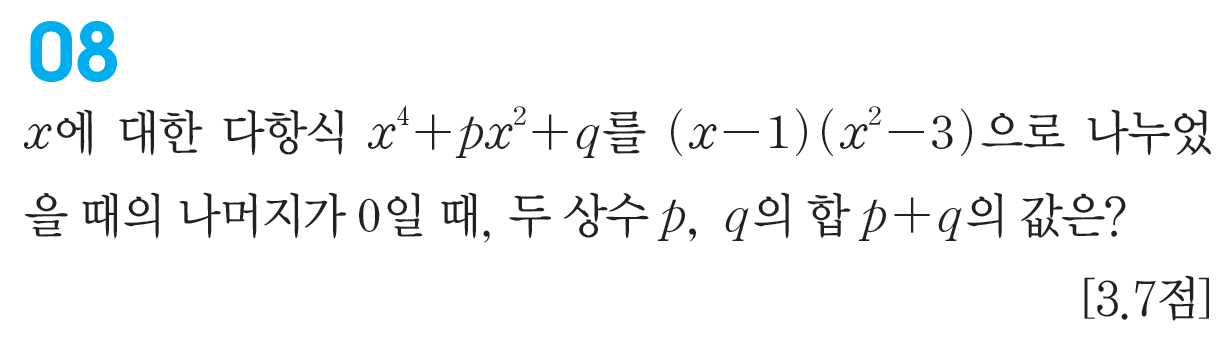 08
x에 대한 다항식 x⁴+px²+q를 (x-1)(x²-3)으로 나누었
을 때의 나머지가 0일 때, 두 상수 p, q의 합 p+q의 값은?
[3.7점]